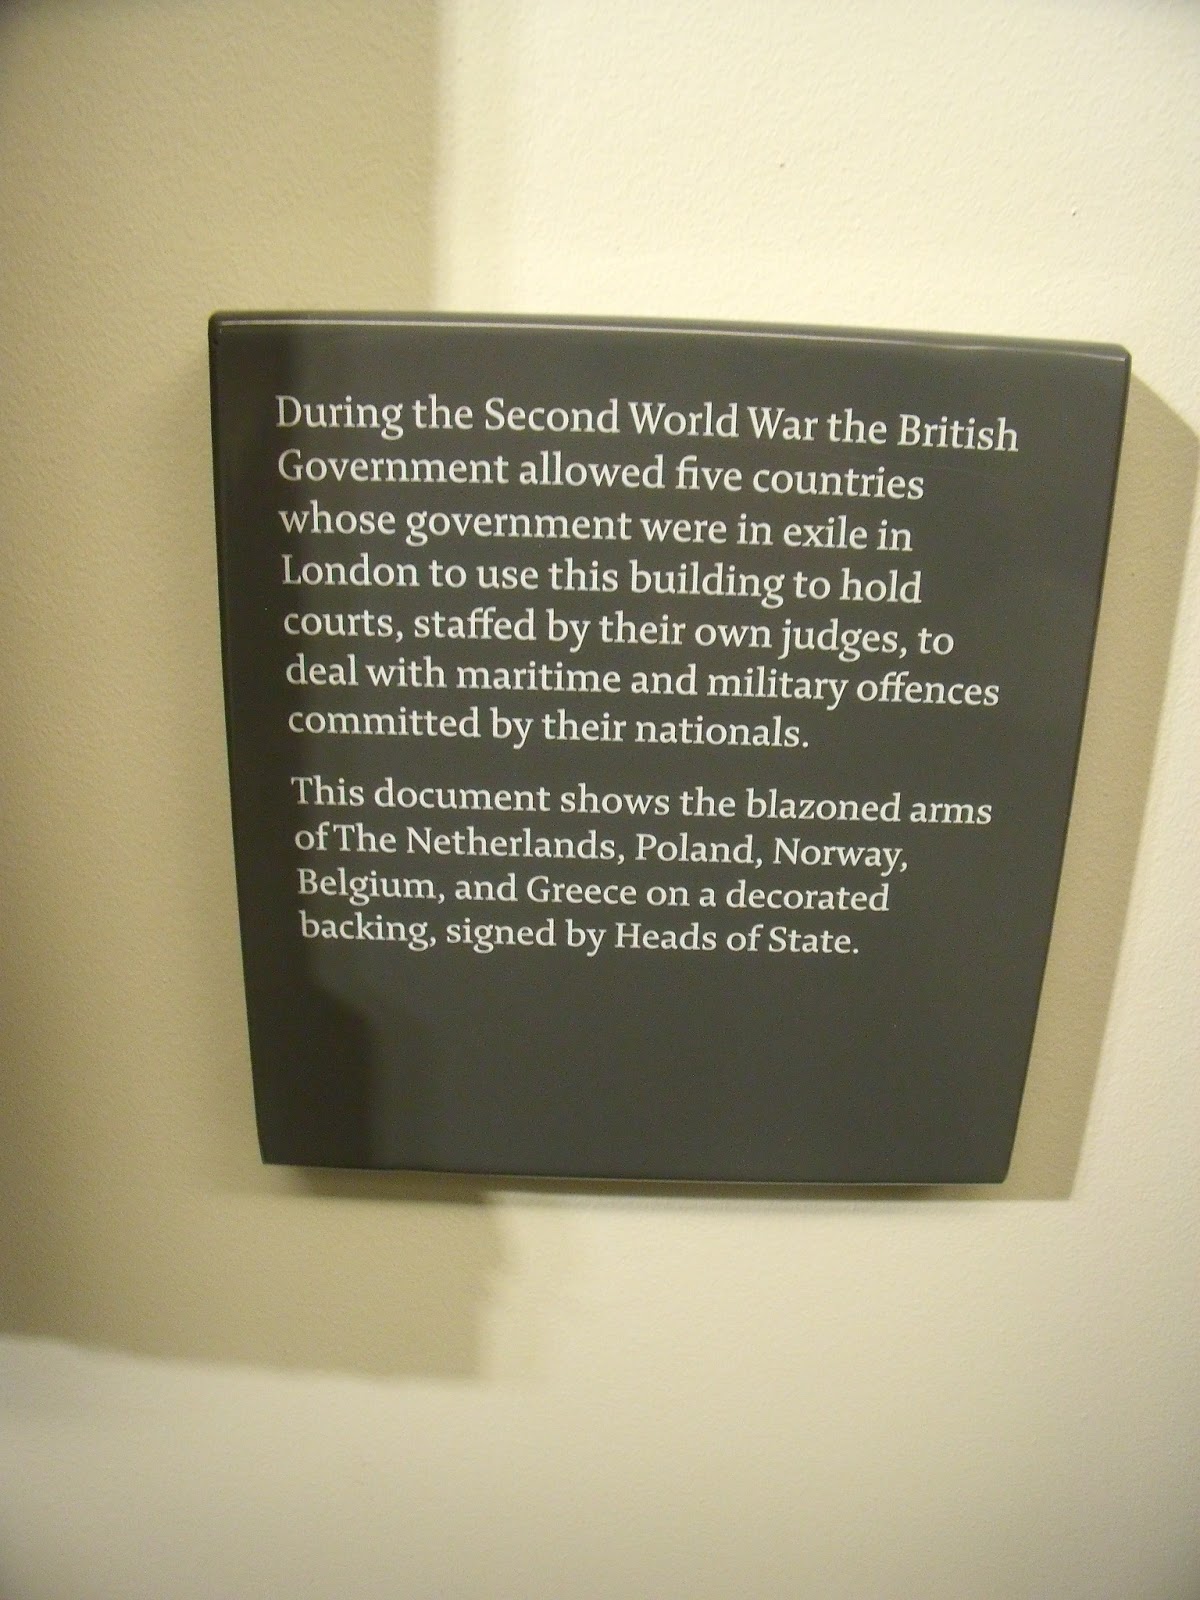 During the Second World War the British
Government allowed five countries
whose government were in exile in
London to use this building to hold
courts, staffed by their own judges, to
deal with maritime and military offences
committed by their nationals.
This document shows the blazoned arms
of The Netherlands, Poland, Norway,
Belgium, and Greece on a decorated
backing, signed by Heads of State.